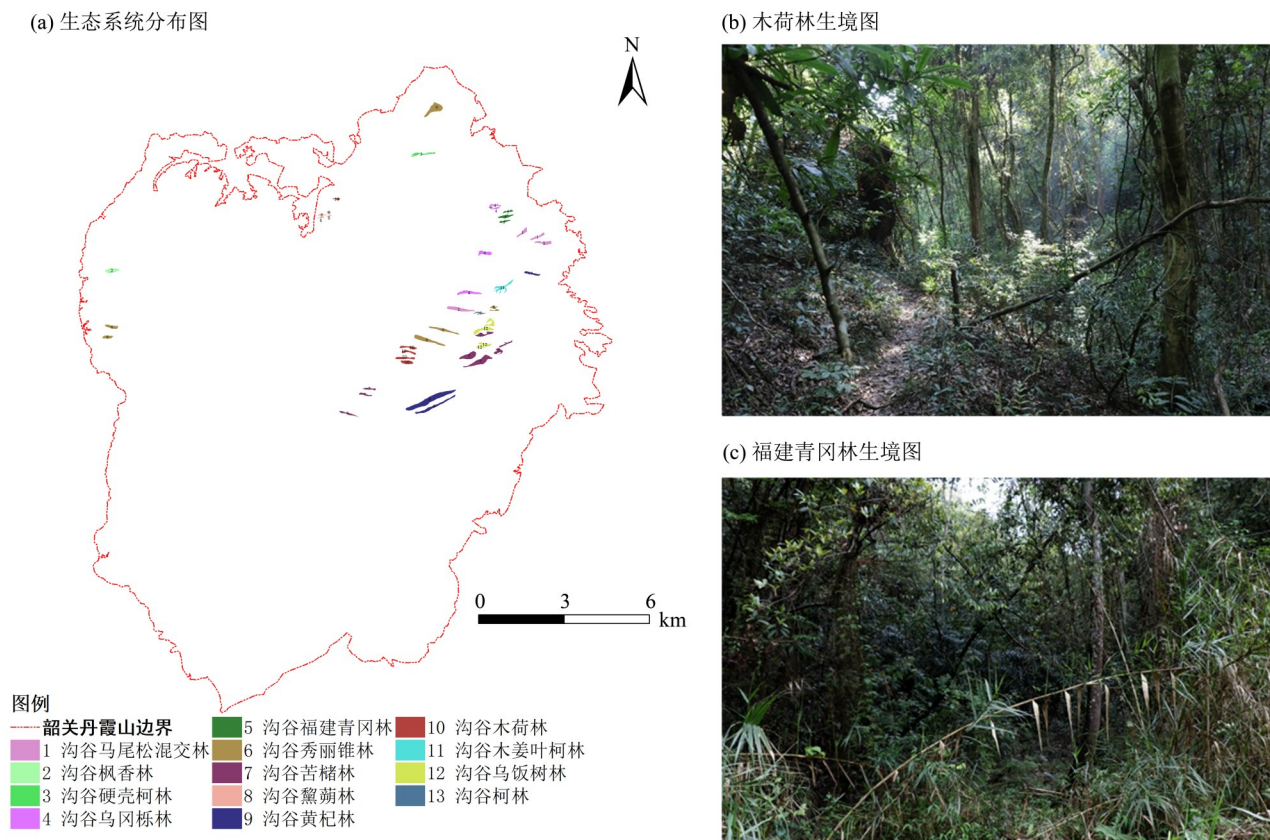 (a) 生态系统分布图
N
0 3 6 km
图例
韶关丹霞山边界
1 沟谷马尾松混交林
2 沟谷枫香林
3 沟谷硬壳柯林
4 沟谷乌冈栎林
5 沟谷福建青冈林
6 沟谷秀丽锥林
7 沟谷苦槠林
8 沟谷黧蒴林
9 沟谷黄杞林
10 沟谷木荷林
11 沟谷木姜叶柯林
12 沟谷乌饭树林
13 沟谷柯林
(b) 木荷林生境图
(c) 福建青冈林生境图